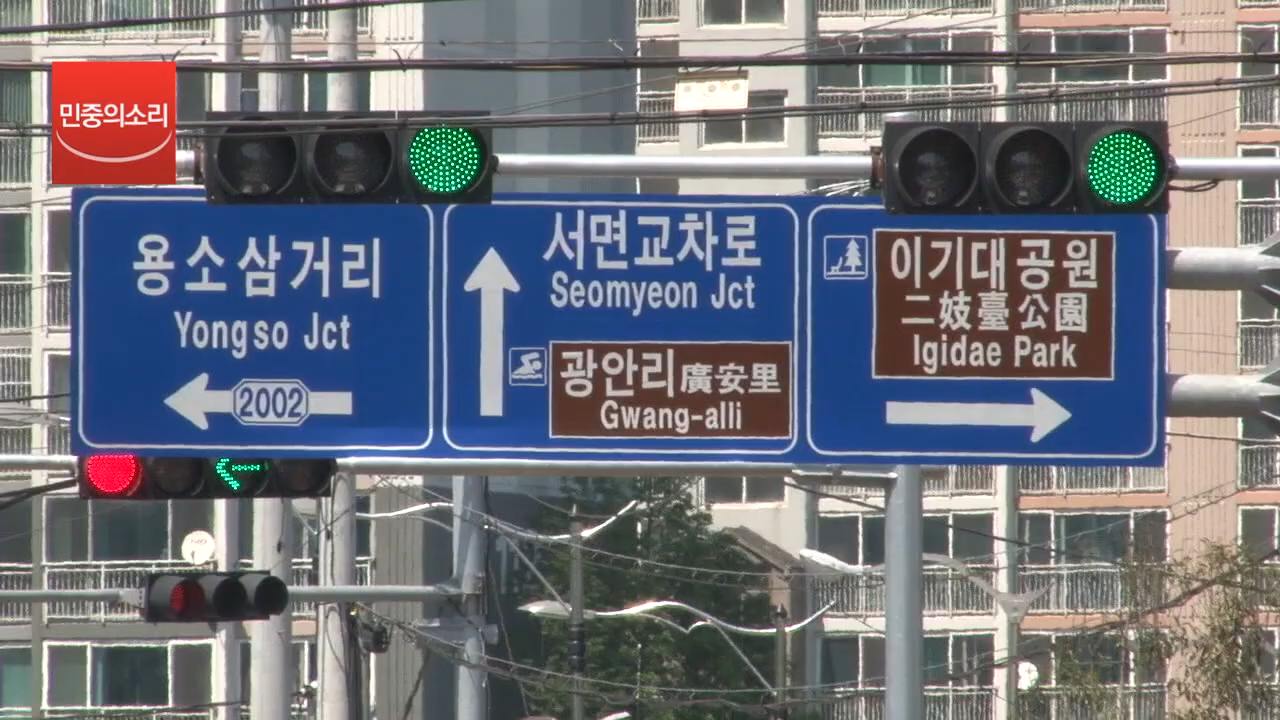 민중의소리
용소삼거리
Yongso Jct
2002
서면교차로
Seomyeon Jct
광안리 廣安里
Gwang-alli
이기대공원
二妓臺公園
Igidae Park